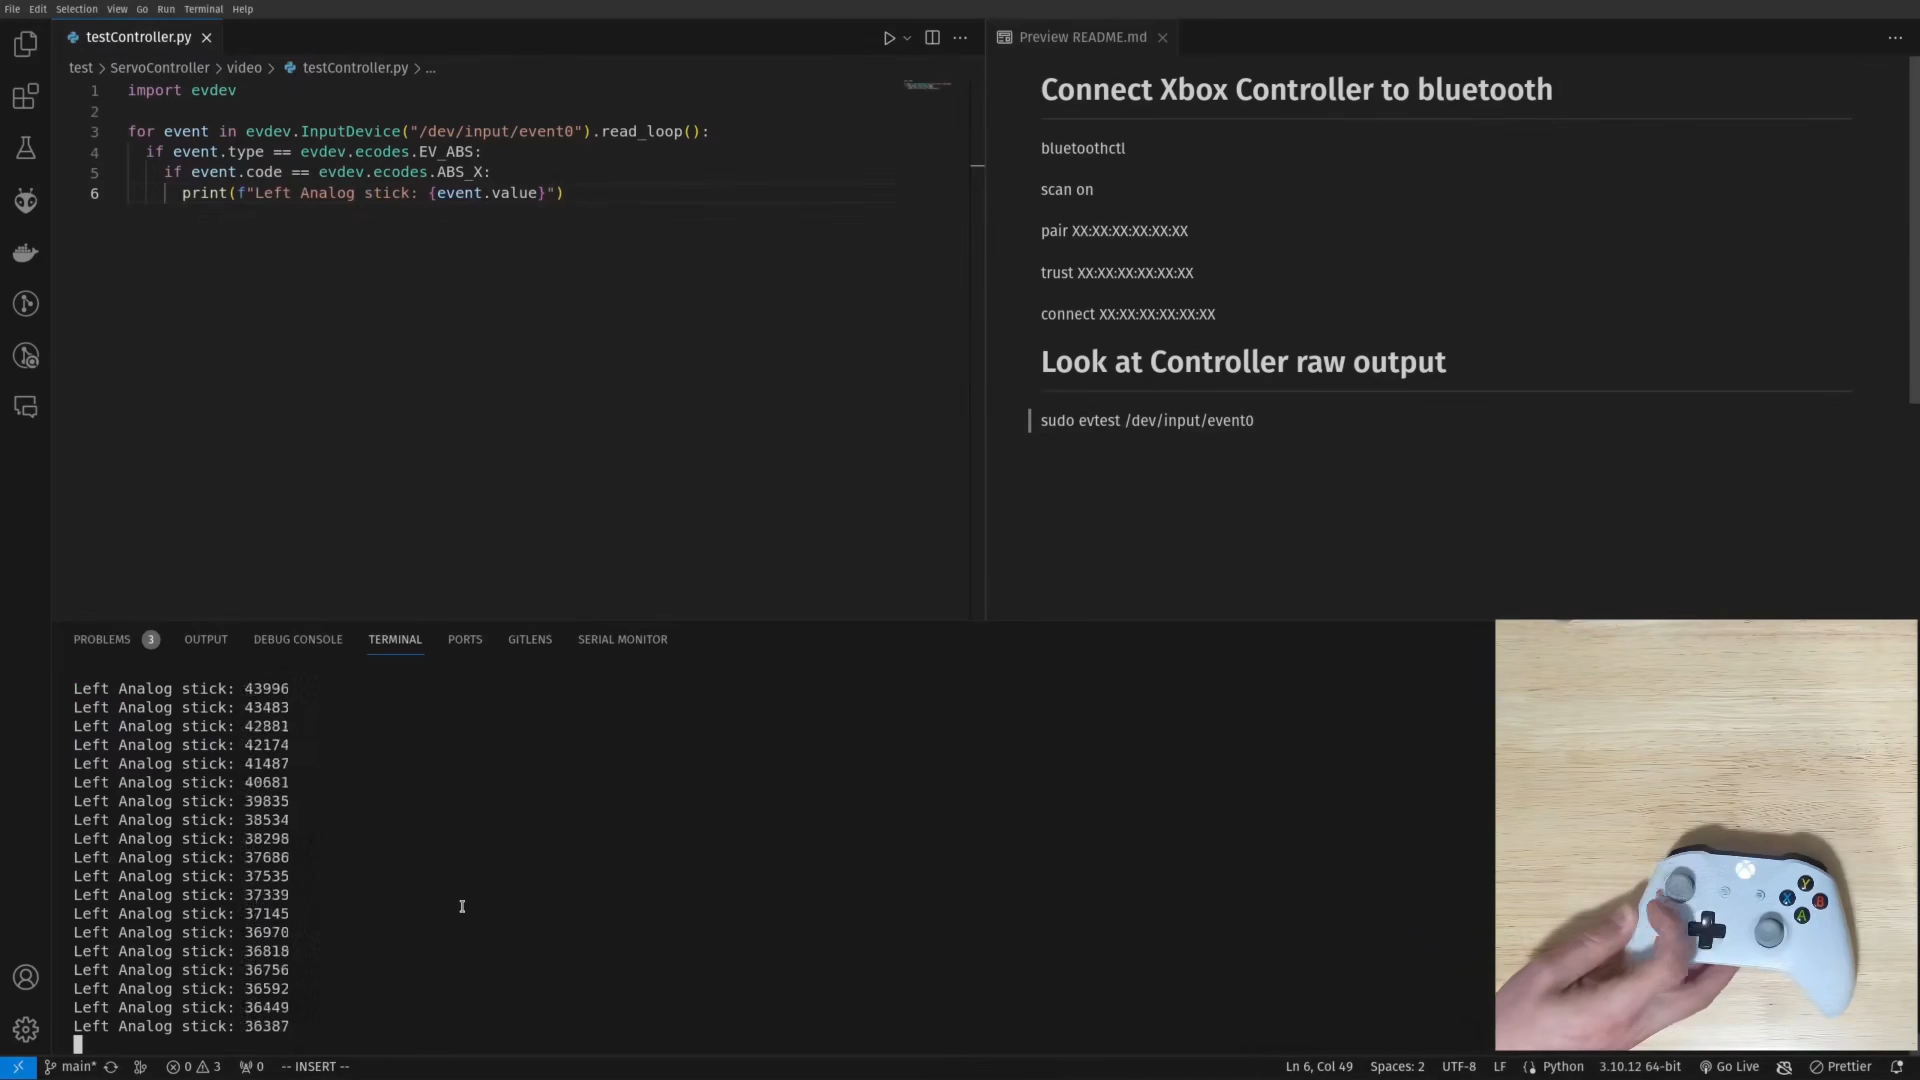 File Edit Selection View Go Run Terminal Help
testController.py
test > ServoController > video > testController.py > ...
1 import evdev
2
3 for event in evdev.InputDevice("/dev/input/event0").read_loop():
4 if event.type == evdev.ecodes.EV_ABS:
5 if event.code == evdev.ecodes.ABS_X:
6 print(f"Left Analog stick: {event.value}")
Preview README.md
Connect Xbox Controller to bluetooth
bluetoothctl
scan on
pair XX:XX:XX:XX:XX:XX
trust XX:XX:XX:XX:XX:XX
connect XX:XX:XX:XX:XX:XX
Look at Controller raw output
sudo evtest /dev/input/event0
PROBLEMS 3 OUTPUT DEBUG CONSOLE TERMINAL PORTS GITLENS SERIAL MONITOR
Left Analog stick: 43996
Left Analog stick: 43483
Left Analog stick: 42881
Left Analog stick: 42174
Left Analog stick: 41487
Left Analog stick: 40681
Left Analog stick: 39835
Left Analog stick: 38534
Left Analog stick: 38298
Left Analog stick: 37686
Left Analog stick: 37535
Left Analog stick: 37339
Left Analog stick: 37145
Left Analog stick: 36970
Left Analog stick: 36818
Left Analog stick: 36756
Left Analog stick: 36592
Left Analog stick: 36449
Left Analog stick: 36387
Y
X
B
A
main* 0 3 0 -- INSERT -- Ln 6, Col 49 Spaces: 2 UTF-8 LF Python 3.10.12 64-bit Go Live Prettier